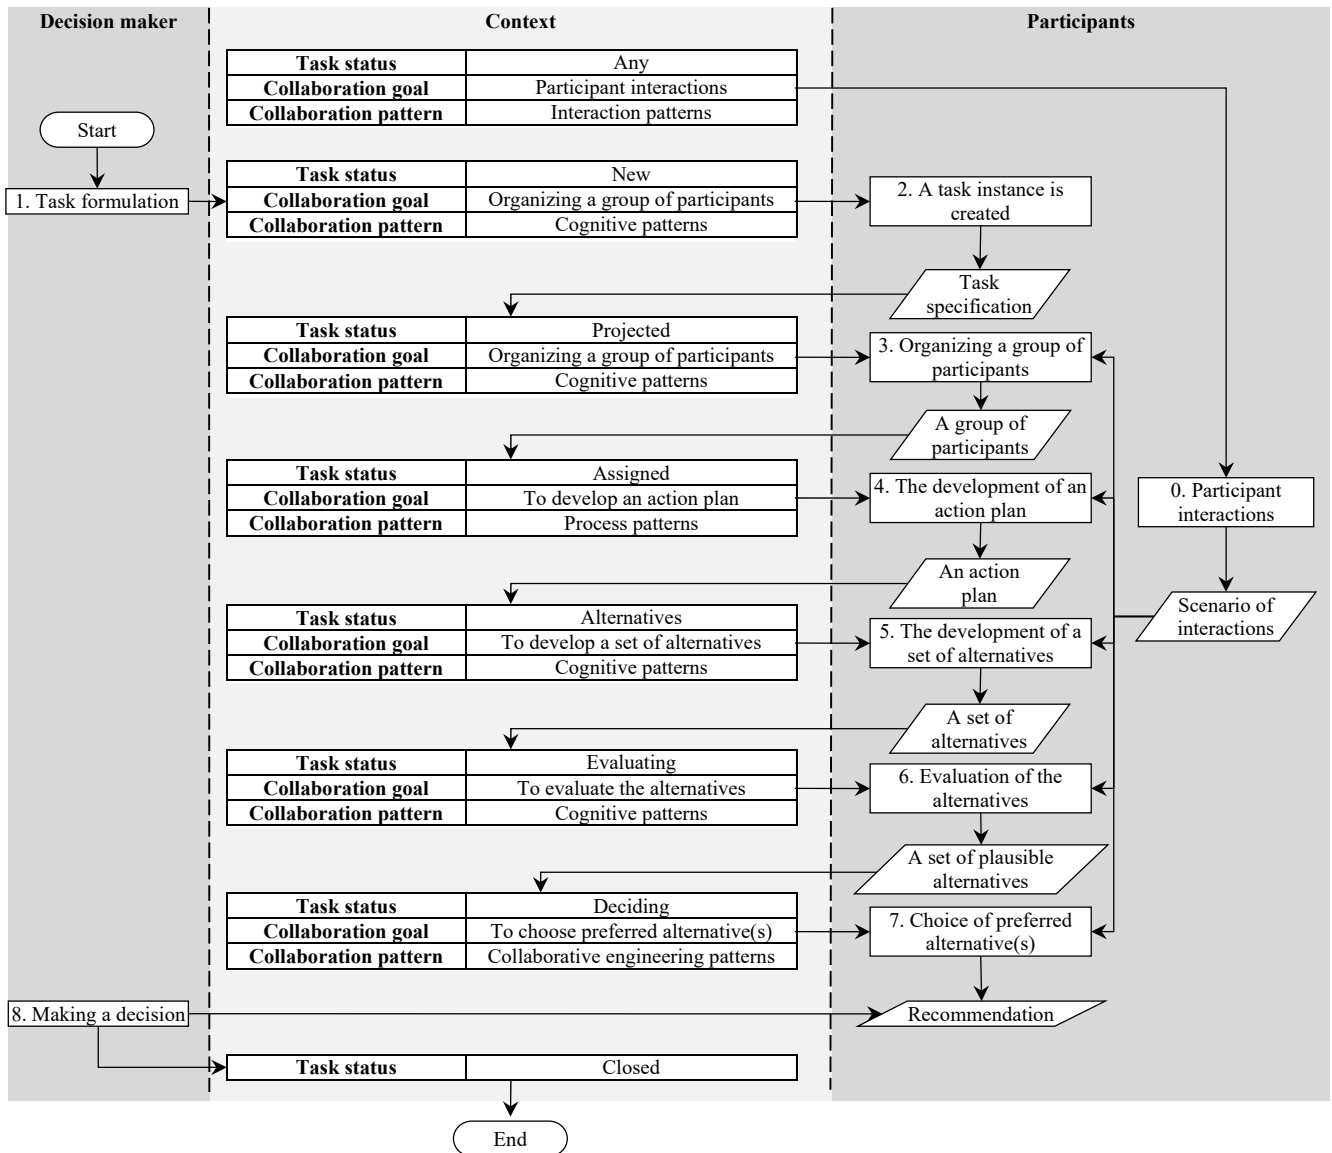 Decision maker
Context
Participants
Task status
Any
Collaboration goal
Participant interactions
Collaboration pattern
Interaction patterns
Start
1. Task formulation
Task status
New
Collaboration goal
Organizing a group of participants
Collaboration pattern
Cognitive patterns
2. A task instance is
created
Task
specification
Task status
Projected
Collaboration goal
Organizing a group of participants
Collaboration pattern
Cognitive patterns
3. Organizing a group of
participants
A group of
participants
Task status
Assigned
Collaboration goal
To develop an action plan
Collaboration pattern
Process patterns
4. The development of an
action plan
0. Participant
interactions
An action
plan
Scenario of
interactions
Task status
Alternatives
Collaboration goal
To develop a set of alternatives
Collaboration pattern
Cognitive patterns
5. The development of a
set of alternatives
A set of
alternatives
Task status
Evaluating
Collaboration goal
To evaluate the alternatives
Collaboration pattern
Cognitive patterns
6. Evaluation of the
alternatives
A set of plausible
alternatives
Task status
Deciding
Collaboration goal
To choose preferred alternative(s)
Collaboration pattern
Collaborative engineering patterns
7. Choice of preferred
alternative(s)
8. Making a decision
Recommendation
Task status
Closed
End